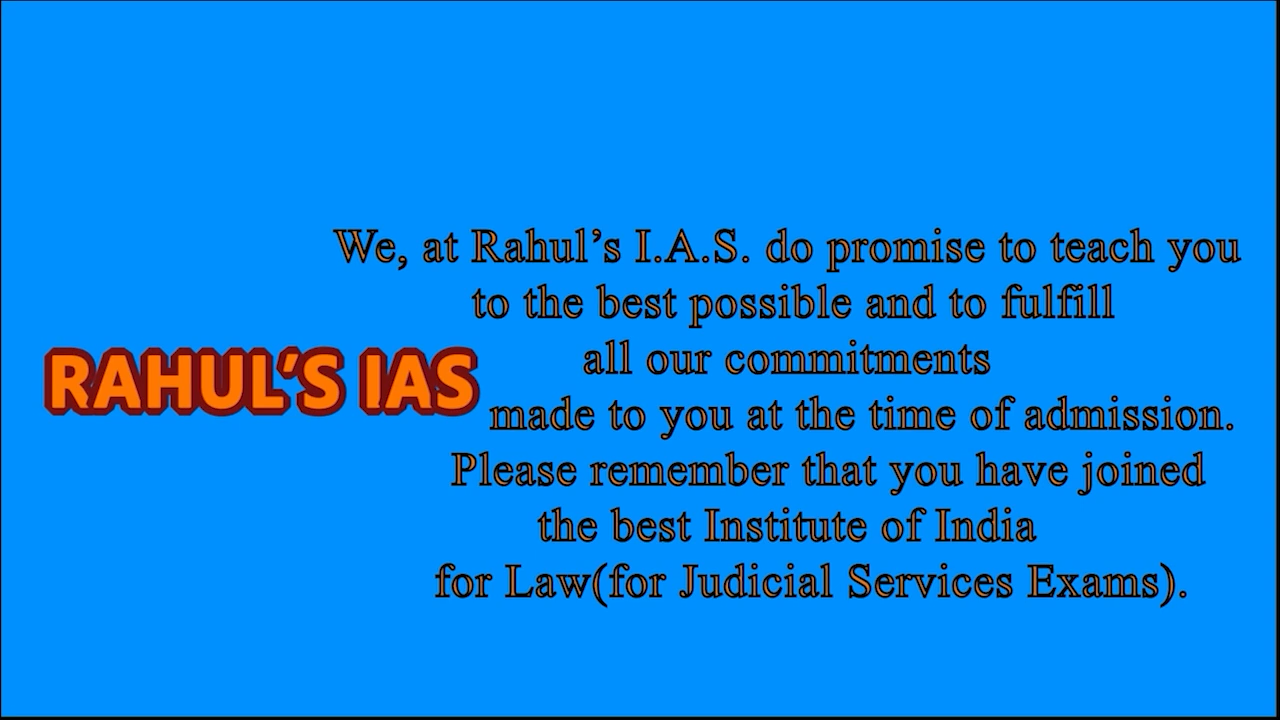 We, at Rahul’s I.A.S. do promise to teach you
to the best possible and to fulfill
all our commitments
RAHUL’S IAS
made to you at the time of admission.
Please remember that you have joined
the best Institute of India
for Law(for Judicial Services Exams).